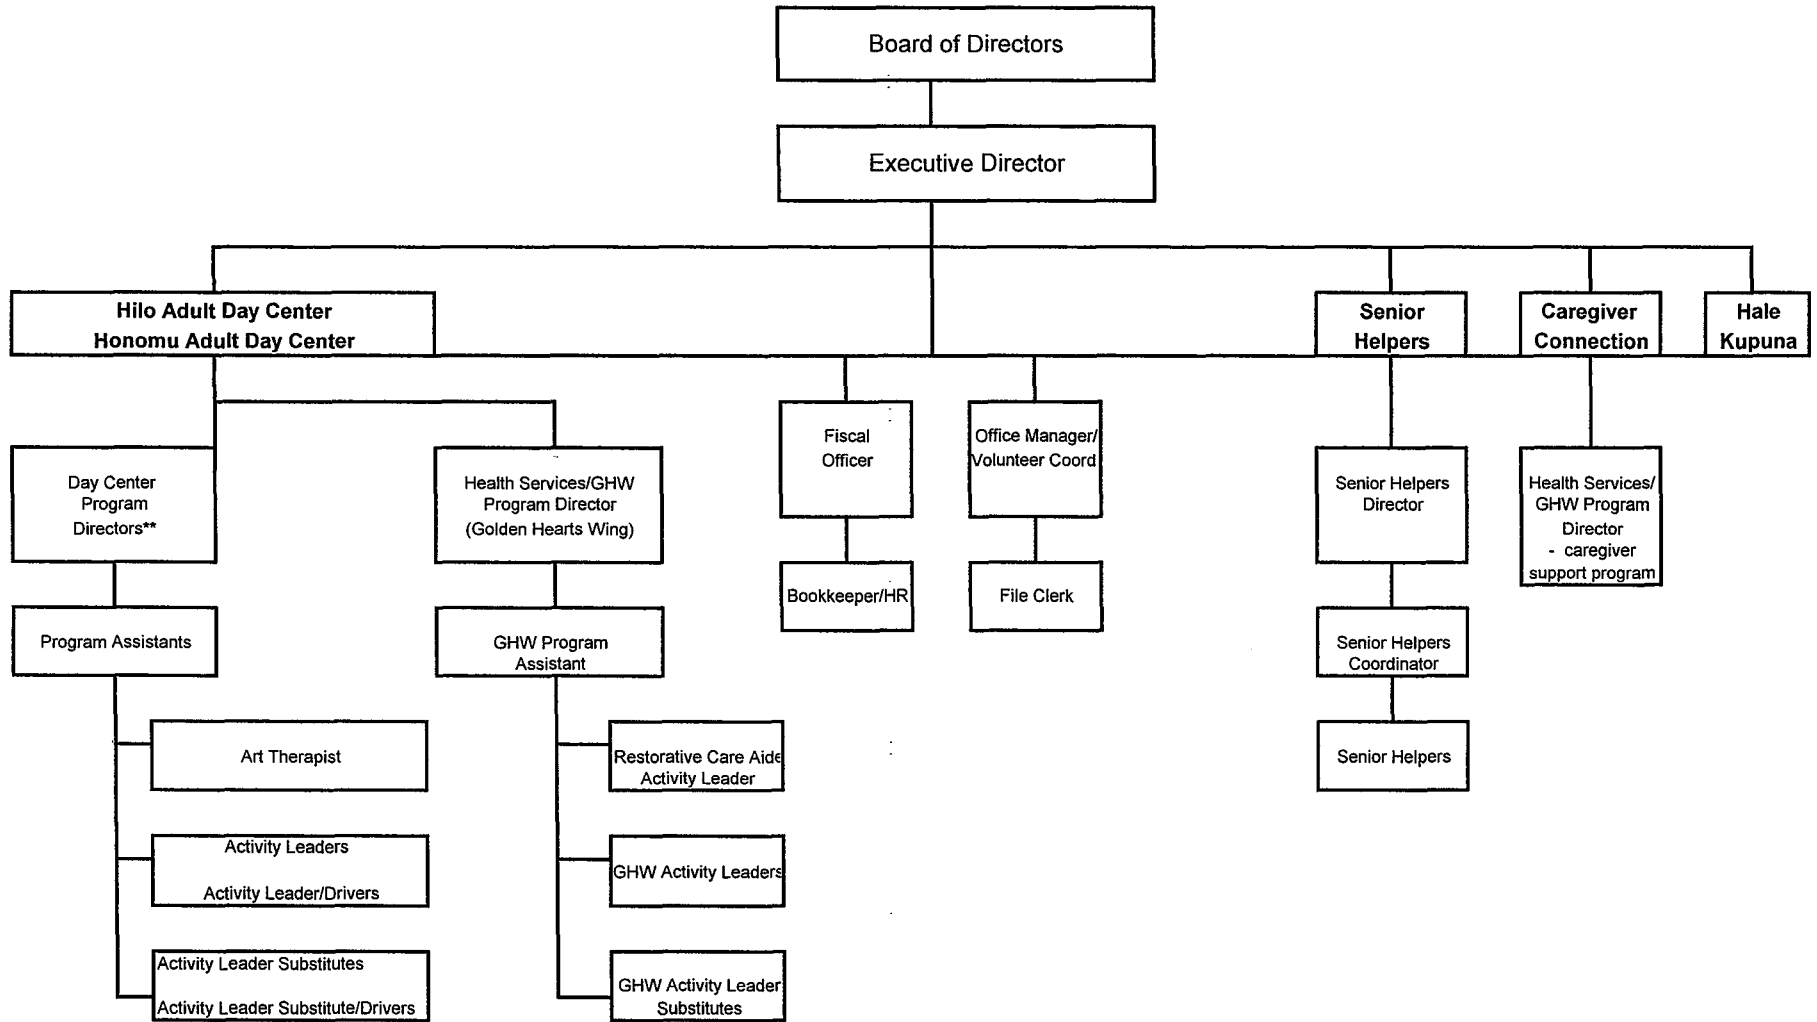 Board of Directors
Executive Director
Hilo Adult Day Center
Honomu Adult Day Center
Senior
Helpers
Caregiver
Connection
Hale
Kupuna
Fiscal
Officer
Office Manager/
Volunteer Coord
Day Center
Program
Directors**
Health Services/GHW
Program Director
(Golden Hearts Wing)
Senior Helpers
Director
Health Services/
GHW Program
Director
- caregiver
support program
Bookkeeper/HR
File Clerk
Program Assistants
GHW Program
Assistant
Senior Helpers
Coordinator
Art Therapist
Restorative Care Aide
Activity Leader
Senior Helpers
Activity Leaders
Activity Leader/Drivers
GHW Activity Leaders
Activity Leader Substitutes
Activity Leader Substitute/Drivers
GHW Activity Leader
Substitutes